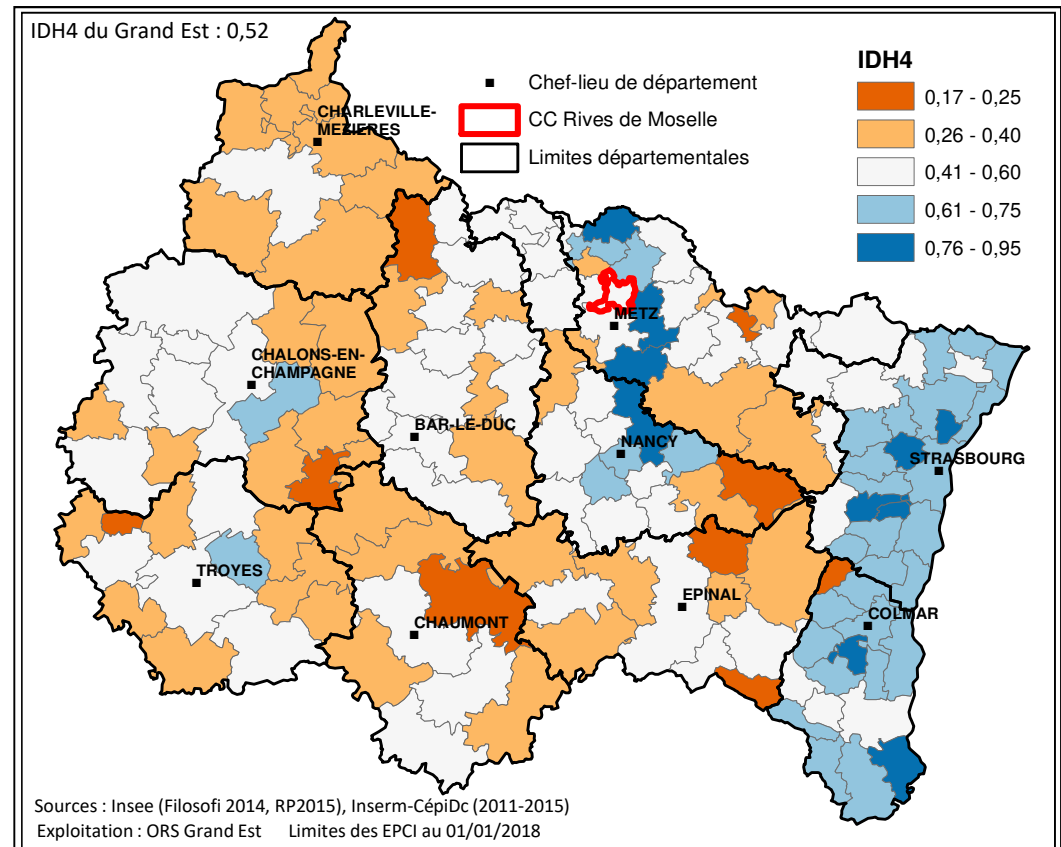 IDH4 du Grand Est : 0,52
IDH4
Chef-lieu de département
CC Rives de Moselle
Limites départementales
0,17 - 0,25
0,26 - 0,40
0,41 - 0,60
0,61 - 0,75
0,76 - 0,95
CHARLEVILLE-
MEZIERES
METZ
CHALONS-EN-
CHAMPAGNE
BAR-LE-DUC
NANCY
STRASBOURG
TROYES
EPINAL
CHAUMONT
COLMAR
Sources : Insee (Filosofi 2014, RP2015), Inserm-CépiDc (2011-2015)
Exploitation : ORS Grand Est Limites des EPCI au 01/01/2018